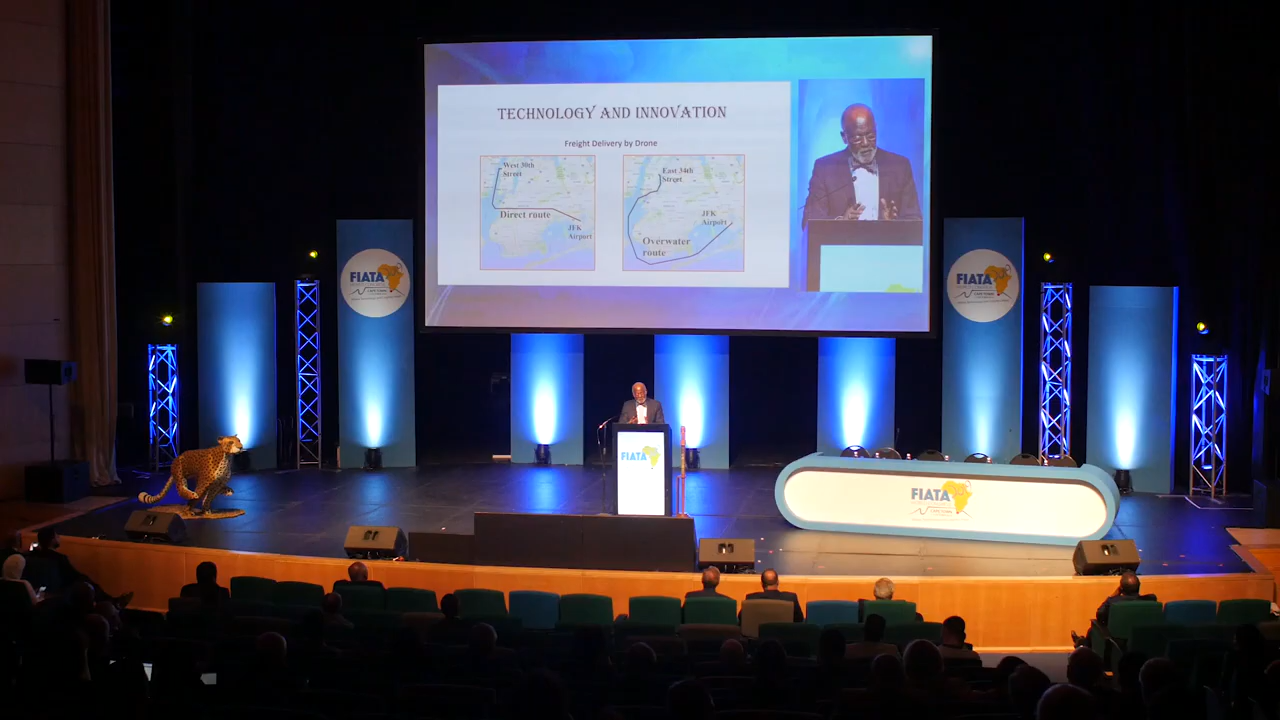 TECHNOLOGY AND INNOVATION
Freight Delivery by Drone
West 30th
Street
Direct route
JFK
Airport
East 34th
Street
JFK
Airport
Overwater
route
FIATA
FIATA
FIATA
FIATA